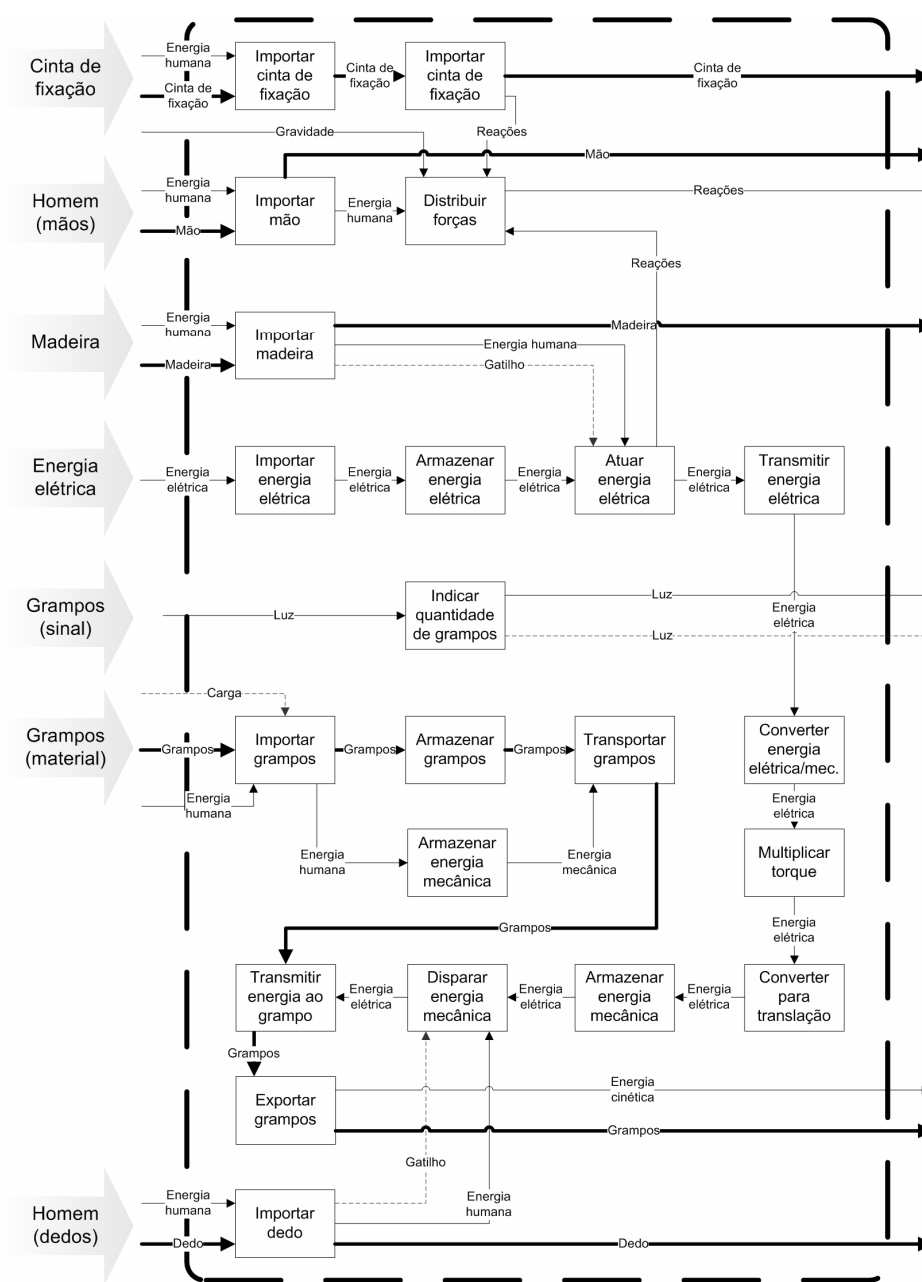 Cinta de
fixação
Energia
humana
Cinta de
fixação
Importar
cinta de
fixação
Cinta de
fixação
Importar
cinta de
fixação
Cinta de
fixação
Gravidade
Reações
Mão
Homem
(mãos)
Energia
humana
Mão
Importar
mão
Energia
humana
Distribuir
forças
Reações
Reações
Madeira
Energia
humana
Madeira
Importar
madeira
Madeira
Energia humana
Gatilho
Energia
elétrica
Energia
elétrica
Importar
energia
elétrica
Energia
elétrica
Armazenar
energia
elétrica
Energia
elétrica
Atuar
energia
elétrica
Energia
elétrica
Transmitir
energia
elétrica
Grampos
(sinal)
Luz
Indicar
quantidade
de grampos
Luz
Luz
Energia
elétrica
Grampos
(material)
Carga
Grampos
Energia
humana
Importar
grampos
Grampos
Armazenar
grampos
Grampos
Transportar
grampos
Converter
energia
elétrica/mec.
Energia
elétrica
Energia
humana
Armazenar
energia
mecânica
Energia
mecânica
Multiplicar
torque
Energia
elétrica
Grampos
Transmitir
energia ao
grampo
Energia
elétrica
Disparar
energia
mecânica
Energia
elétrica
Armazenar
energia
mecânica
Energia
elétrica
Converter
para
translação
Grampos
Exportar
grampos
Energia
cinética
Grampos
Gatilho
Energia
humana
Homem
(dedos)
Energia
humana
Dedo
Importar
dedo
Dedo